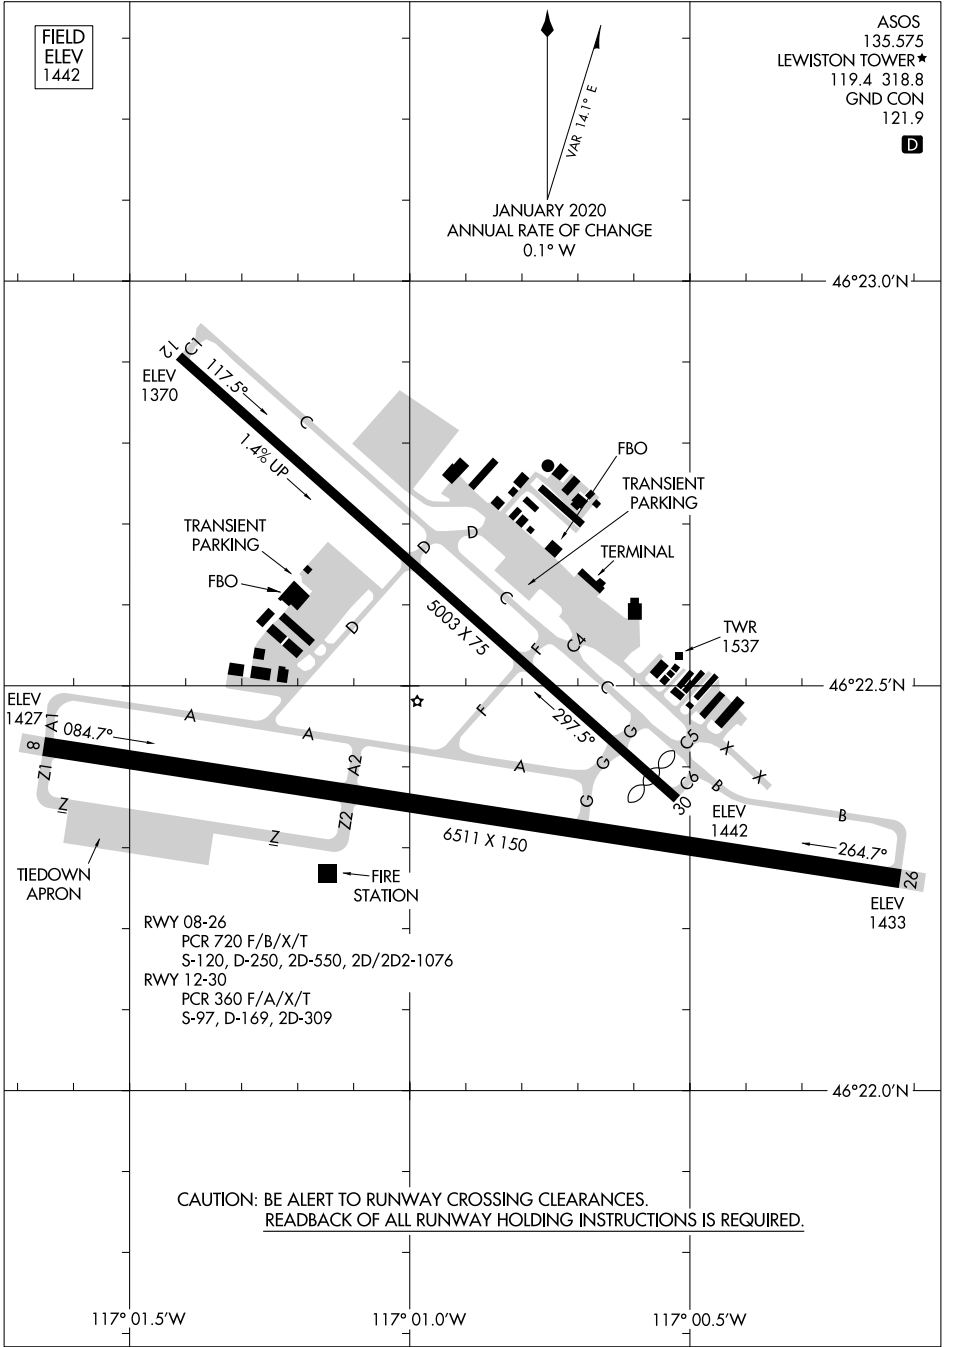 FIELD
ELEV
1442
ASOS
135.575
LEWISTON TOWER★
119.4 318.8
GND CON
121.9
D
VAR 14.1° E
JANUARY 2020
ANNUAL RATE OF CHANGE
0.1° W
46°23.0'N
12
C1
ELEV
1370
117.5°
C
1.4% UP
FBO
TRANSIENT
PARKING
TRANSIENT
PARKING
FBO
D
D
D
TERMINAL
C
5003 X 75
F
C4
TWR
1537
C
46°22.5'N
ELEV
1427
A1
084.7°
8
Z1
A
A
A2
F
A
297.5°
G
G
G
C5
X
X
C6
B
30
ELEV
1442
B
Z
Z
Z2
6511 X 150
264.7°
26
ELEV
1433
TIEDOWN
APRON
FIRE
STATION
RWY 08-26
PCR 720 F/B/X/T
S-120, D-250, 2D-550, 2D/2D2-1076
RWY 12-30
PCR 360 F/A/X/T
S-97, D-169, 2D-309
46°22.0'N
CAUTION: BE ALERT TO RUNWAY CROSSING CLEARANCES.
READBACK OF ALL RUNWAY HOLDING INSTRUCTIONS IS REQUIRED.
117° 01.5'W
117° 01.0'W
117° 00.5'W